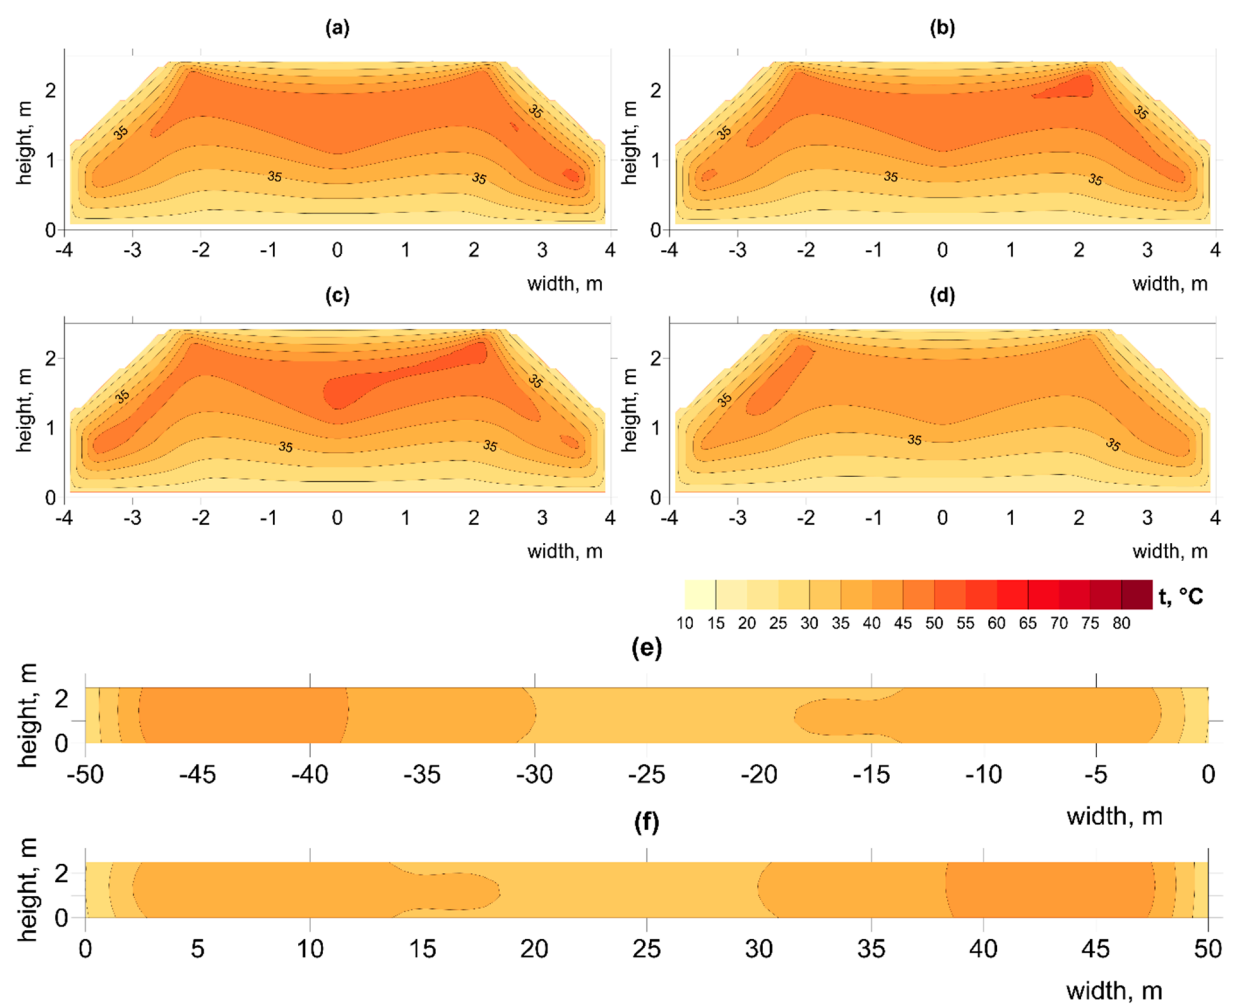 (a) (b)
height, m 2 1 0 35 35 35 35
height, m 2 1 0 35 35 35 35
-4 -3 -2 -1 0 1 2 3 4 -4 -3 -2 -1 0 1 2 3 4
width, m width, m
(c) (d)
height, m 2 1 0 35 35 35 35
height, m 2 1 0 35 35 35
-4 -3 -2 -1 0 1 2 3 4 -4 -3 -2 -1 0 1 2 3 4
width, m width, m
t, °C
10 15 20 25 30 35 40 45 50 55 60 65 70 75 80
(e)
height, m 2 0
-50 -45 -40 -35 -30 -25 -20 -15 -10 -5 0
width, m
(f)
height, m 2 0
0 5 10 15 20 25 30 35 40 45 50
width, m